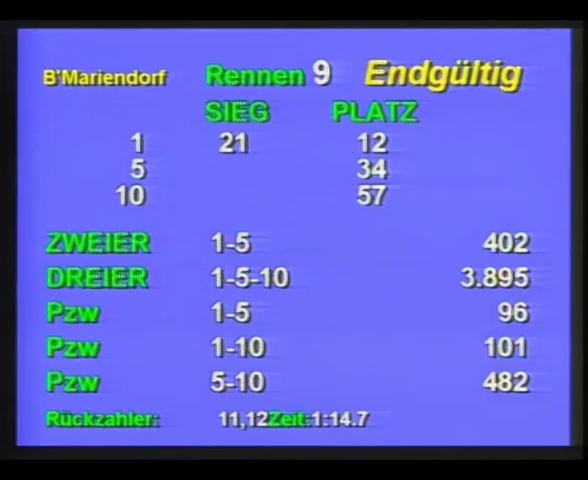 B'Mariendorf Rennen 9 Endgültig
SIEG PLATZ
1 21 12
5 34
10 57
ZWEIER 1-5 402
DREIER 1-5-10 3.895
Pzw 1-5 96
Pzw 1-10 101
Pzw 5-10 482
Rückzahler: 11,12Zeit:1:14.7